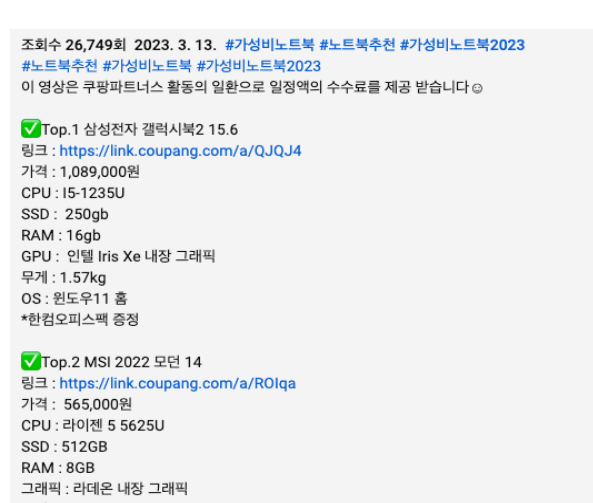 조회수 26,749회 2023. 3. 13. #가성비노트북 #노트북추천 #가성비노트북2023
#노트북추천 #가성비노트북 #가성비노트북2023
이 영상은 쿠팡파트너스 활동의 일환으로 일정액의 수수료를 제공 받습니다☺
✅Top.1 삼성전자 갤럭시북2 15.6
링크 : https://link.coupang.com/a/QJQJ4
가격 : 1,089,000원
CPU : I5-1235U
SSD : 250gb
RAM : 16gb
GPU : 인텔 Iris Xe 내장 그래픽
무게 : 1.57kg
OS : 윈도우11 홈
*한컴오피스팩 증정
✅Top.2 MSI 2022 모던 14
링크 : https://link.coupang.com/a/ROIqa
가격 : 565,000원
CPU : 라이젠 5 5625U
SSD : 512GB
RAM : 8GB
그래픽 : 라데온 내장 그래픽